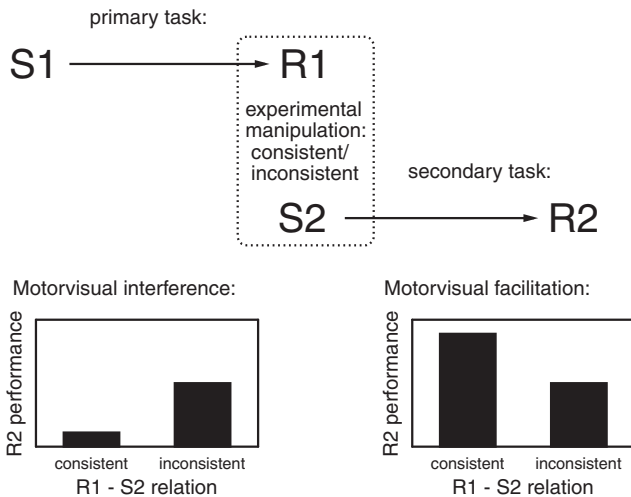 primary task:
S1
R1
experimental
manipulation:
consistent/
inconsistent
secondary task:
S2
R2
Motorvisual interference:
R2 performance
consistent
inconsistent
R1 - S2 relation
Motorvisual facilitation:
R2 performance
consistent
inconsistent
R1 - S2 relation